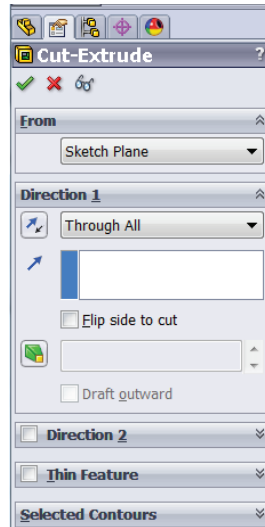 Cut-Extrude ?
From
Sketch Plane
Direction 1
Through All
Flip side to cut
Draft outward
Direction 2
Thin Feature
Selected Contours